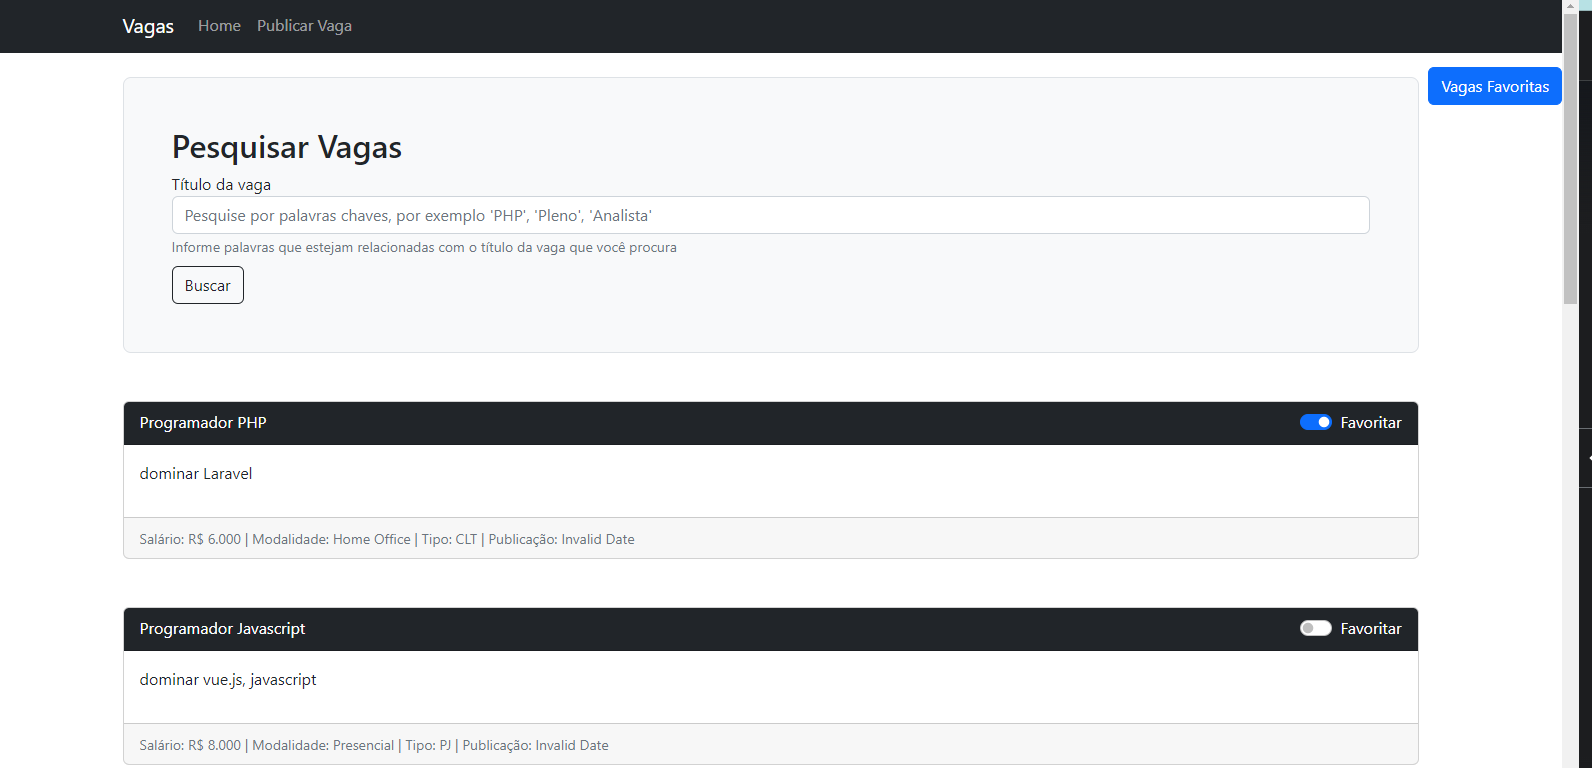 Vagas Home Publicar Vaga
Vagas Favoritas
Pesquisar Vagas
Título da vaga
Pesquise por palavras chaves, por exemplo 'PHP', 'Pleno', 'Analista'
Informe palavras que estejam relacionadas com o título da vaga que você procura
Buscar
Programador PHP Favoritar
dominar Laravel
Salário: R$ 6.000 | Modalidade: Home Office | Tipo: CLT | Publicação: Invalid Date
Programador Javascript Favoritar
dominar vue.js, javascript
Salário: R$ 8.000 | Modalidade: Presencial | Tipo: PJ | Publicação: Invalid Date